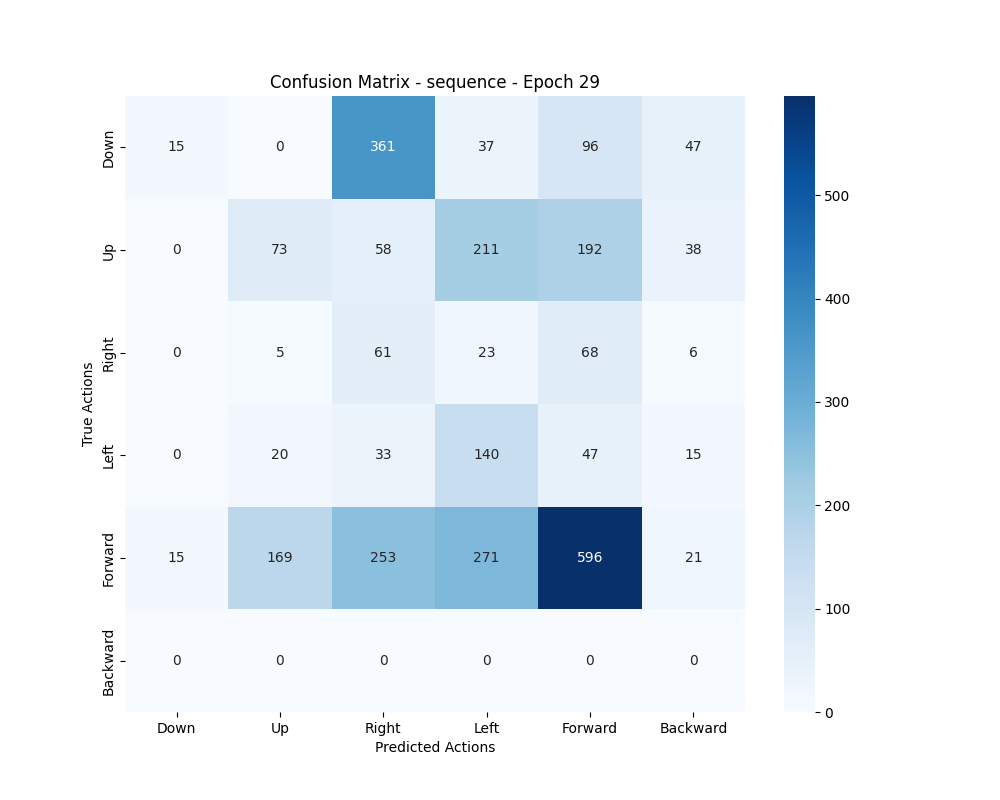 Confusion Matrix - sequence - Epoch 29
True Actions
Down 15 0 361 37 96 47
Up 0 73 58 211 192 38
Right 0 5 61 23 68 6
Left 0 20 33 140 47 15
Forward 15 169 253 271 596 21
Backward 0 0 0 0 0 0
Down Up Right Left Forward Backward
Predicted Actions
500
400
300
200
100
0